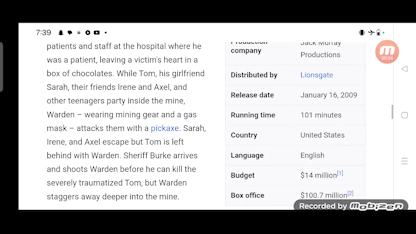 7:39
patients and staff at the hospital where he
was a patient, leaving a victim's heart in a
box of chocolates. While Tom, his girlfriend
Sarah, their friends Irene and Axel, and
other teenagers party inside the mine,
Warden – wearing mining gear and a gas
mask – attacks them with a pickaxe. Sarah,
Irene, and Axel escape but Tom is left
behind with Warden. Sheriff Burke arrives
and shoots Warden before he can kill the
severely traumatized Tom, but Warden
staggers away deeper into the mine.
Production Jack Murray
company Productions
Distributed by Lionsgate
Release date January 16, 2009
Running time 101 minutes
Country United States
Language English
Budget $14 million[1]
Box office $100.7 million[2]
Recorded by Mobizen